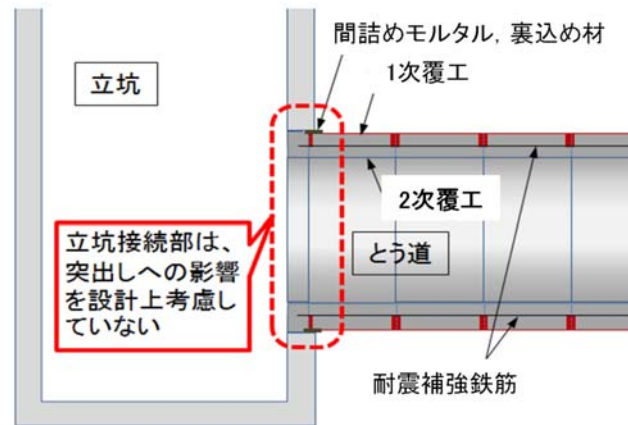 間詰めモルタル，裏込め材
1次覆工
立坑
2次覆工
立坑接続部は、
突出しへの影響
を設計上考慮し
ていない
とう道
耐震補強鉄筋